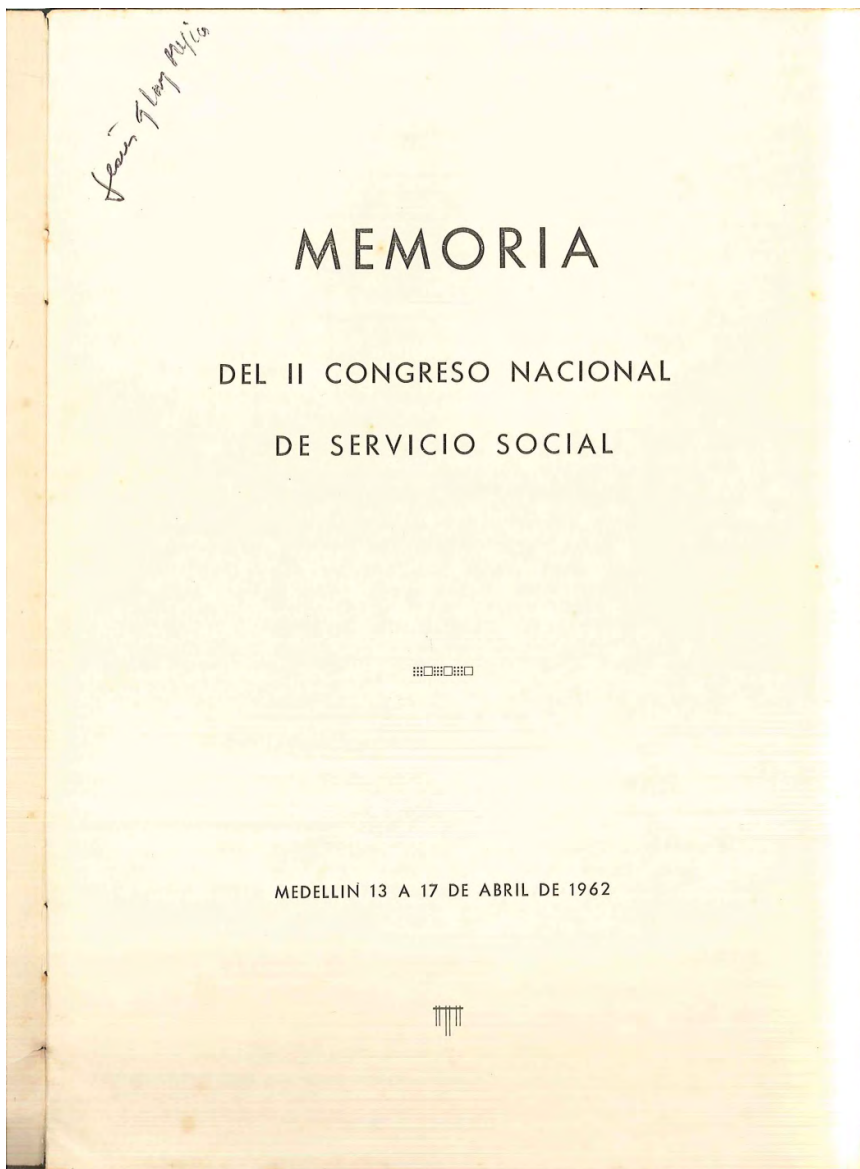 MEMORIA
DEL II CONGRESO NACIONAL
DE SERVICIO SOCIAL
MEDELLIN 13 A 17 DE ABRIL DE 1962